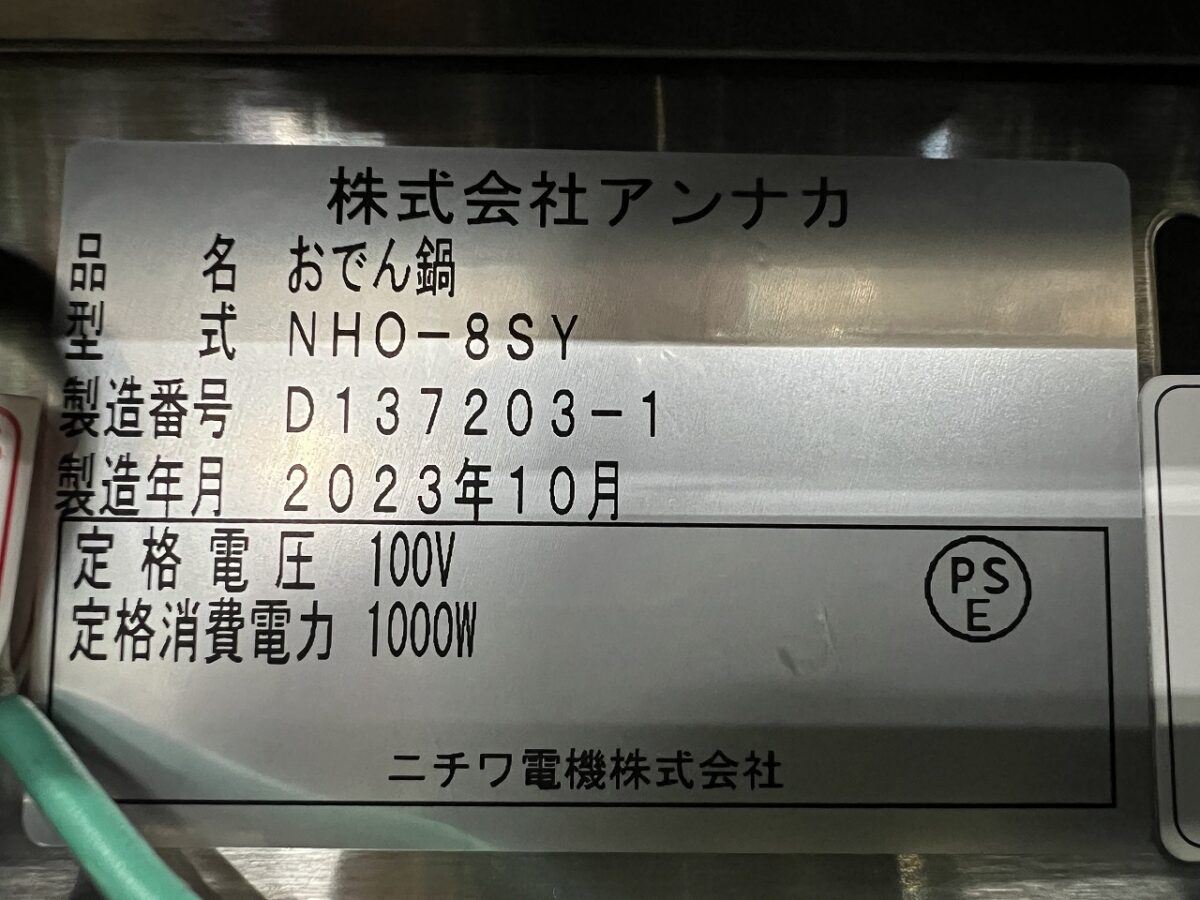 株式会社アンナカ
品名 おでん鍋
型式 NHO-8SY
製造番号 D137203-1
製造年月 2023年10月
定格電圧 100V
定格消費電力 1000W
PS
E
ニチワ電機株式会社